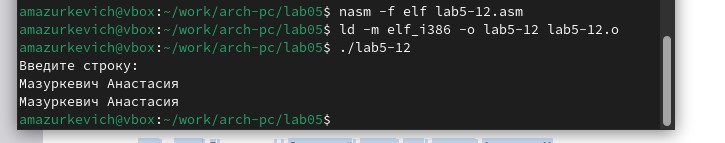 amazurkevich@vbox:~/work/arch-pc/lab05$ nasm -f elf lab5-12.asm
amazurkevich@vbox:~/work/arch-pc/lab05$ ld -m elf_i386 -o lab5-12 lab5-12.o
amazurkevich@vbox:~/work/arch-pc/lab05$ ./lab5-12
Введите строку:
Мазуркевич Анастасия
Мазуркевич Анастасия
amazurkevich@vbox:~/work/arch-pc/lab05$